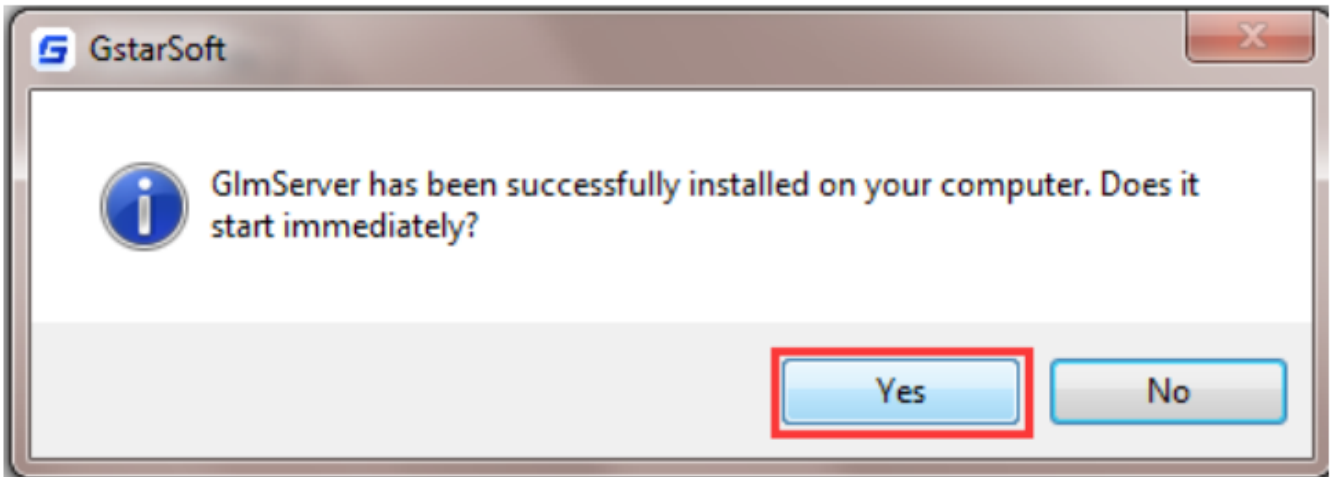 GstarSoft
GlmServer has been successfully installed on your computer. Does it
start immediately?
Yes
No